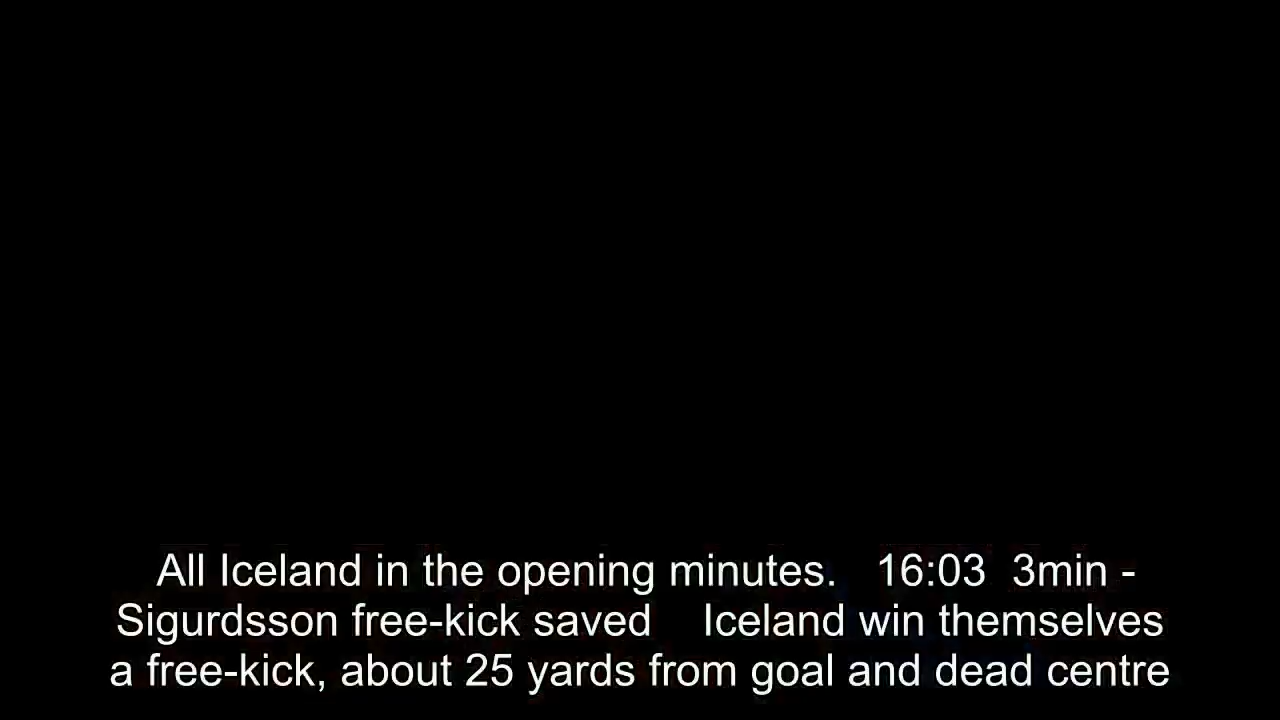 All Iceland in the opening minutes.   16:03  3min -
Sigurdsson free-kick saved    Iceland win themselves
a free-kick, about 25 yards from goal and dead centre